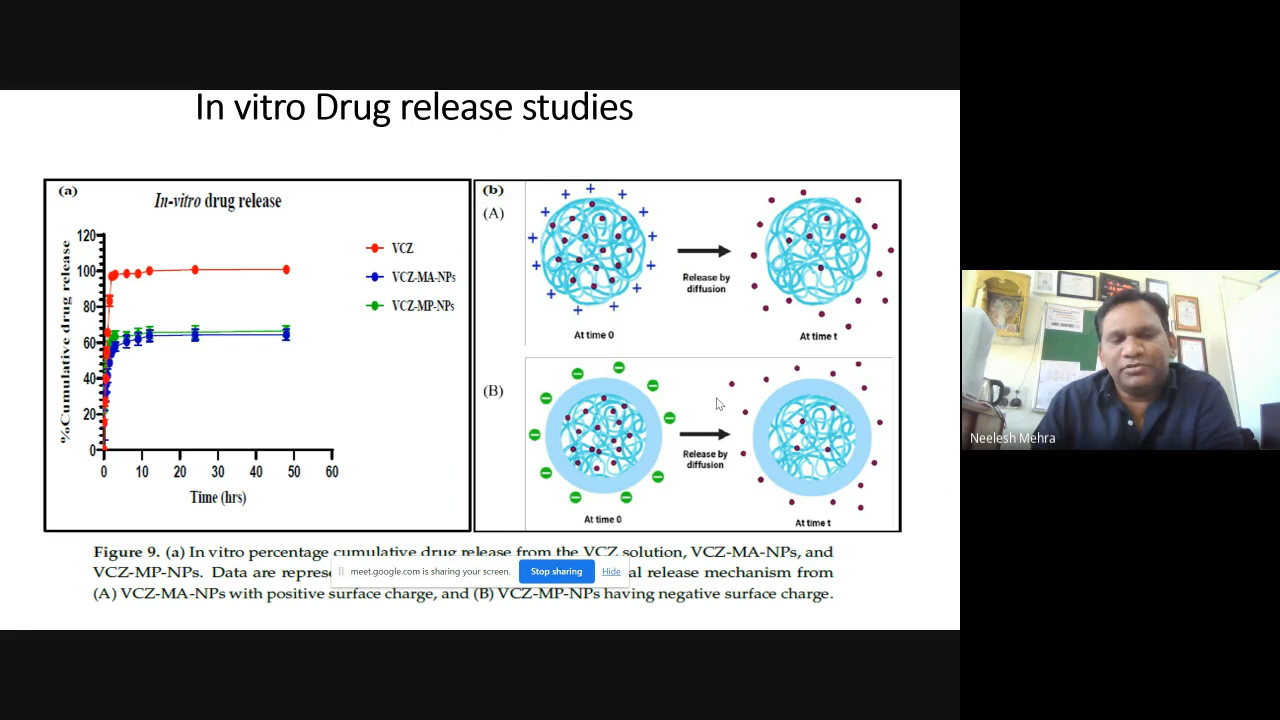 In vitro Drug release studies
(a)
In-vitro drug release
%Cumulative drug release
120
100
80
60
40
20
0
0 10 20 30 40 50 60
Time (hrs)
VCZ
VCZ-MA-NPs
VCZ-MP-NPs
(b)
(A)
Release by
diffusion
At time 0
At time t
(B)
Release by
diffusion
At time 0
At time t
Figure 9. (a) In vitro percentage cumulative drug release from the VCZ solution, VCZ-MA-NPs, and
VCZ-MP-NPs. Data are repres
al release mechanism from
(A) VCZ-MA-NPs with positive surface charge, and (B) VCZ-MP-NPs having negative surface charge.
meet.google.com is sharing your screen.
Stop sharing
Hide
Neelesh Mehra